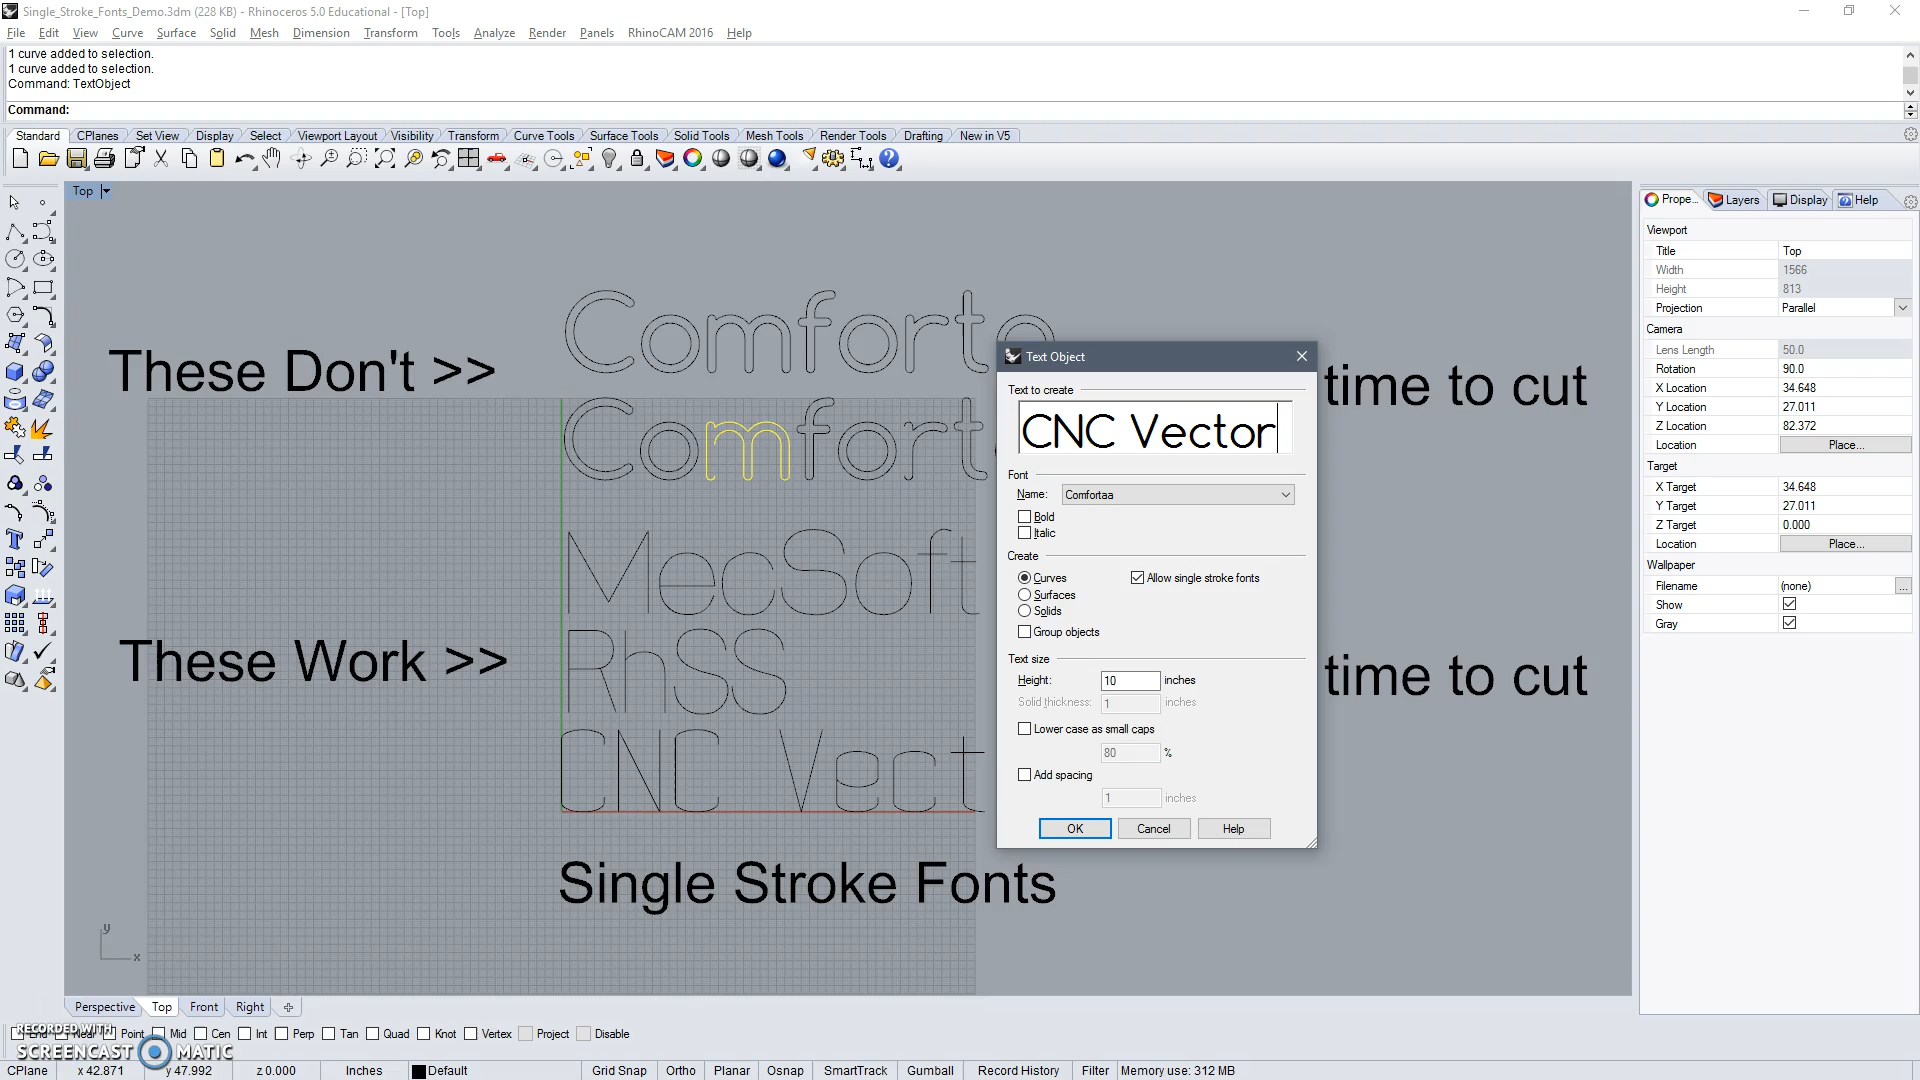 Single_Stroke_Fonts_Demo.3dm (228 KB) - Rhinoceros 5.0 Educational - [Top]
File Edit View Curve Surface Solid Mesh Dimension Transform Tools Analyze Render Panels RhinoCAM 2016 Help
1 curve added to selection.
1 curve added to selection.
Command: TextObject
Command:
Standard CPlanes Set View Display Select Viewport Layout Visibility Transform Curve Tools Surface Tools Solid Tools Mesh Tools Render Tools Drafting New in V5
Top
Prope... Layers Display Help
Viewport
Title Top
Width 1566
Height 813
Projection Parallel
Camera
Lens Length 50.0
Rotation 90.0
X Location 34.648
Y Location 27.011
Z Location 82.372
Location Place...
Target
X Target 34.648
Y Target 27.011
Z Target 0.000
Location Place...
Wallpaper
Filename (none) ...
Show
Gray
Comforta
These Don't >>
time to cut
Comfort
MecSoft
These Work >>
RhSS
time to cut
CNC Vect
Single Stroke Fonts
Text Object
Text to create
CNC Vector
Font
Name: Comfortaa
Bold
Italic
Create
Curves Allow single stroke fonts
Surfaces
Solids
Group objects
Text size
Height: 10 inches
Solid thickness: 1 inches
Lower case as small caps
80 %
Add spacing
1 inches
OK Cancel Help
y
x
Perspective Top Front Right
End Near Point Mid Cen Int Perp Tan Quad Knot Vertex Project Disable
RECORDED WITH
SCREENCAST MATIC
CPlane x 42.871 y 47.992 z 0.000 Inches Default Grid Snap Ortho Planar Osnap SmartTrack Gumball Record History Filter Memory use: 312 MB